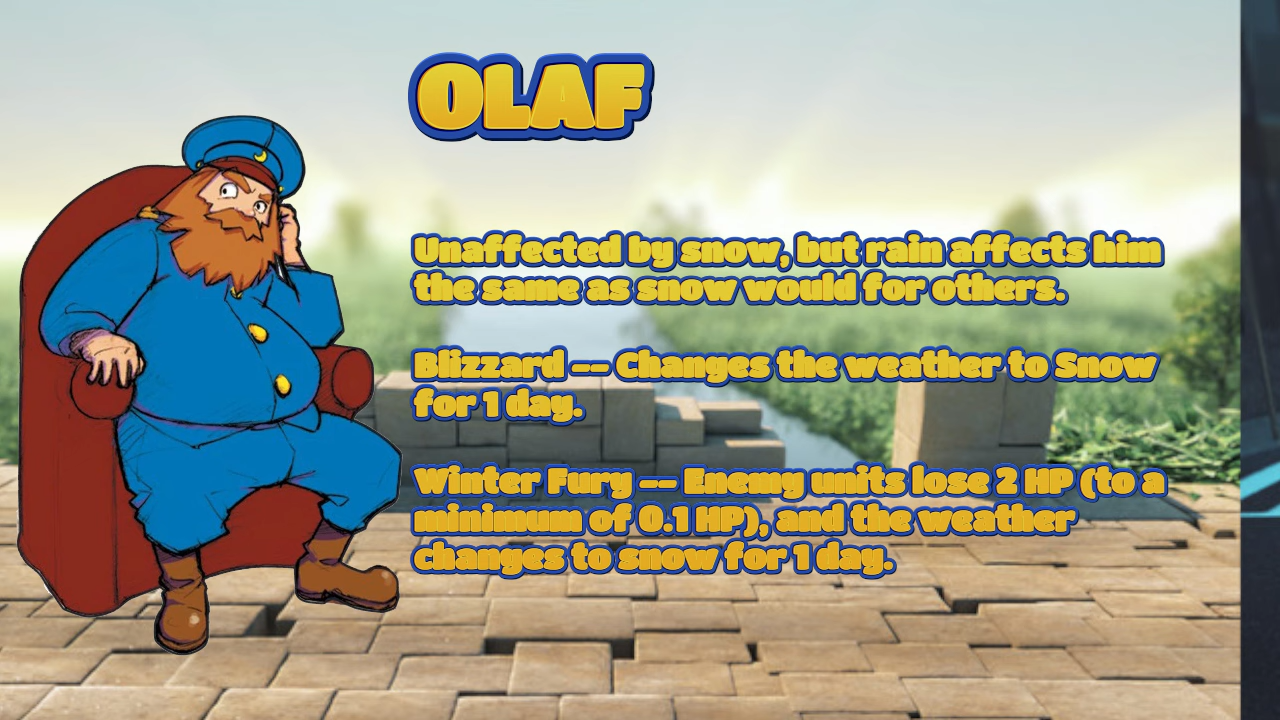 OLAF
Unaffected by snow, but rain affects him
the same as snow would for others.
Blizzard -- Changes the weather to Snow
for 1 day.
Winter Fury -- Enemy units lose 2 HP (to a
minimum of 0.1 HP), and the weather
changes to snow for 1 day.